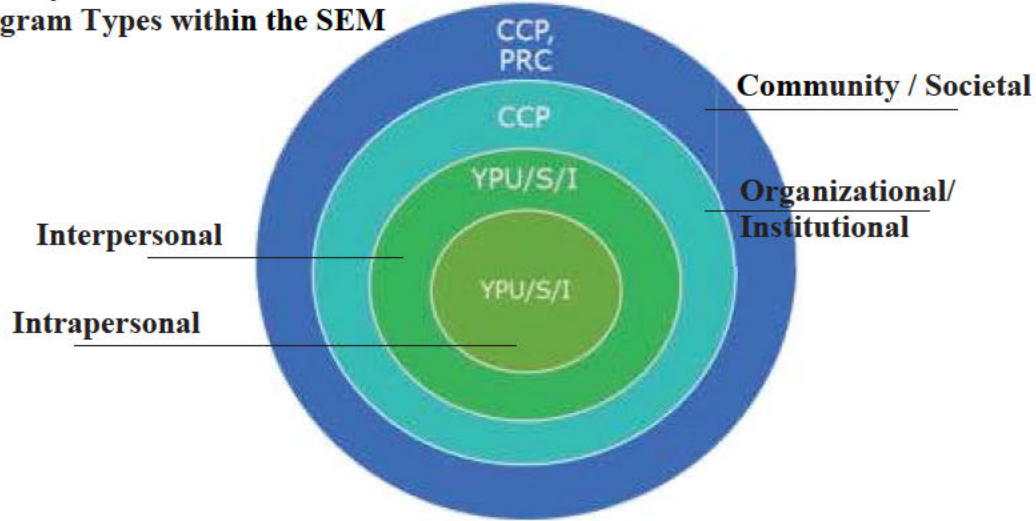 gram Types within the SEM
CCP,
PRC
Community / Societal
CCP
YPU/S/I
Organizational/
Institutional
Interpersonal
YPU/S/I
Intrapersonal